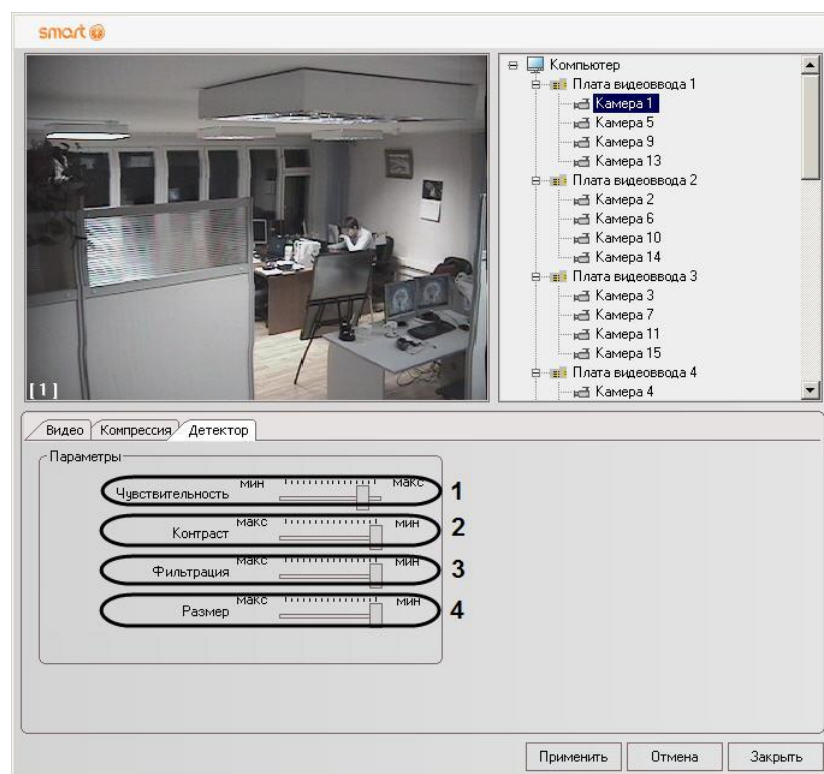 smart
Компьютер
Плата видеоввода 1
Камера 1
Камера 5
Камера 9
Камера 13
Плата видеоввода 2
Камера 2
Камера 6
Камера 10
Камера 14
Плата видеоввода 3
Камера 3
Камера 7
Камера 11
Камера 15
Плата видеоввода 4
Камера 4
[1]
Видео Компрессия Детектор
Параметры
Чувствительность мин макс 1
Контраст макс мин 2
Фильтрация макс мин 3
Размер макс мин 4
Применить Отмена Закрыть